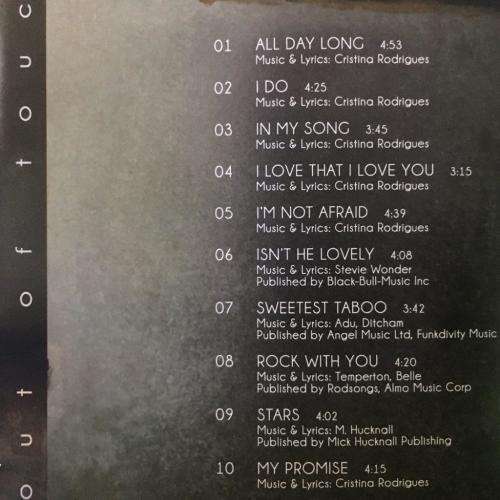 out of touc
01 ALL DAY LONG 4:53
Music & Lyrics: Cristina Rodrigues
02 I DO 4:25
Music & Lyrics: Cristina Rodrigues
03 IN MY SONG 3:45
Music & Lyrics: Cristina Rodrigues
04 I LOVE THAT I LOVE YOU 3:15
Music & Lyrics: Cristina Rodrigues
05 I'M NOT AFRAID 4:39
Music & Lyrics: Cristina Rodrigues
06 ISN'T HE LOVELY 4:08
Music & Lyrics: Stevie Wonder
Published by Black-Bull-Music Inc
07 SWEETEST TABOO 3:42
Music & Lyrics: Adu, Ditcham
Published by Angel Music Ltd, Funkdivity Music
08 ROCK WITH YOU 4:20
Music & Lyrics: Temperton, Belle
Published by Rodsongs, Almo Music Corp
09 STARS 4:02
Music & Lyrics: M. Hucknall
Published by Mick Hucknall Publishing
10 MY PROMISE 4:15
Music & Lyrics: Cristina Rodrigues